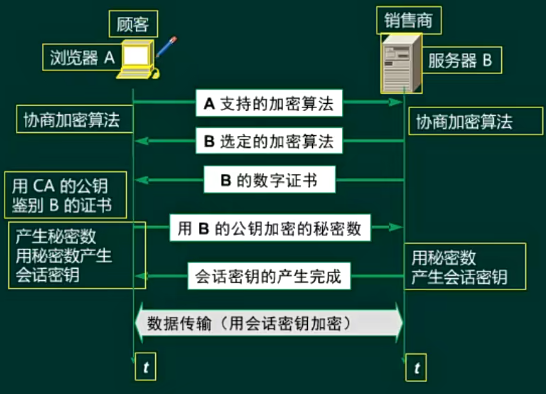 顾客
销售商
浏览器 A
服务器 B
A 支持的加密算法
协商加密算法
协商加密算法
B 选定的加密算法
B 的数字证书
用 CA 的公钥
鉴别 B 的证书
用 B 的公钥加密的秘密数
产生秘密数
用秘密数产生
会话密钥
用秘密数
产生会话密钥
会话密钥的产生完成
数据传输（用会话密钥加密）
t
t